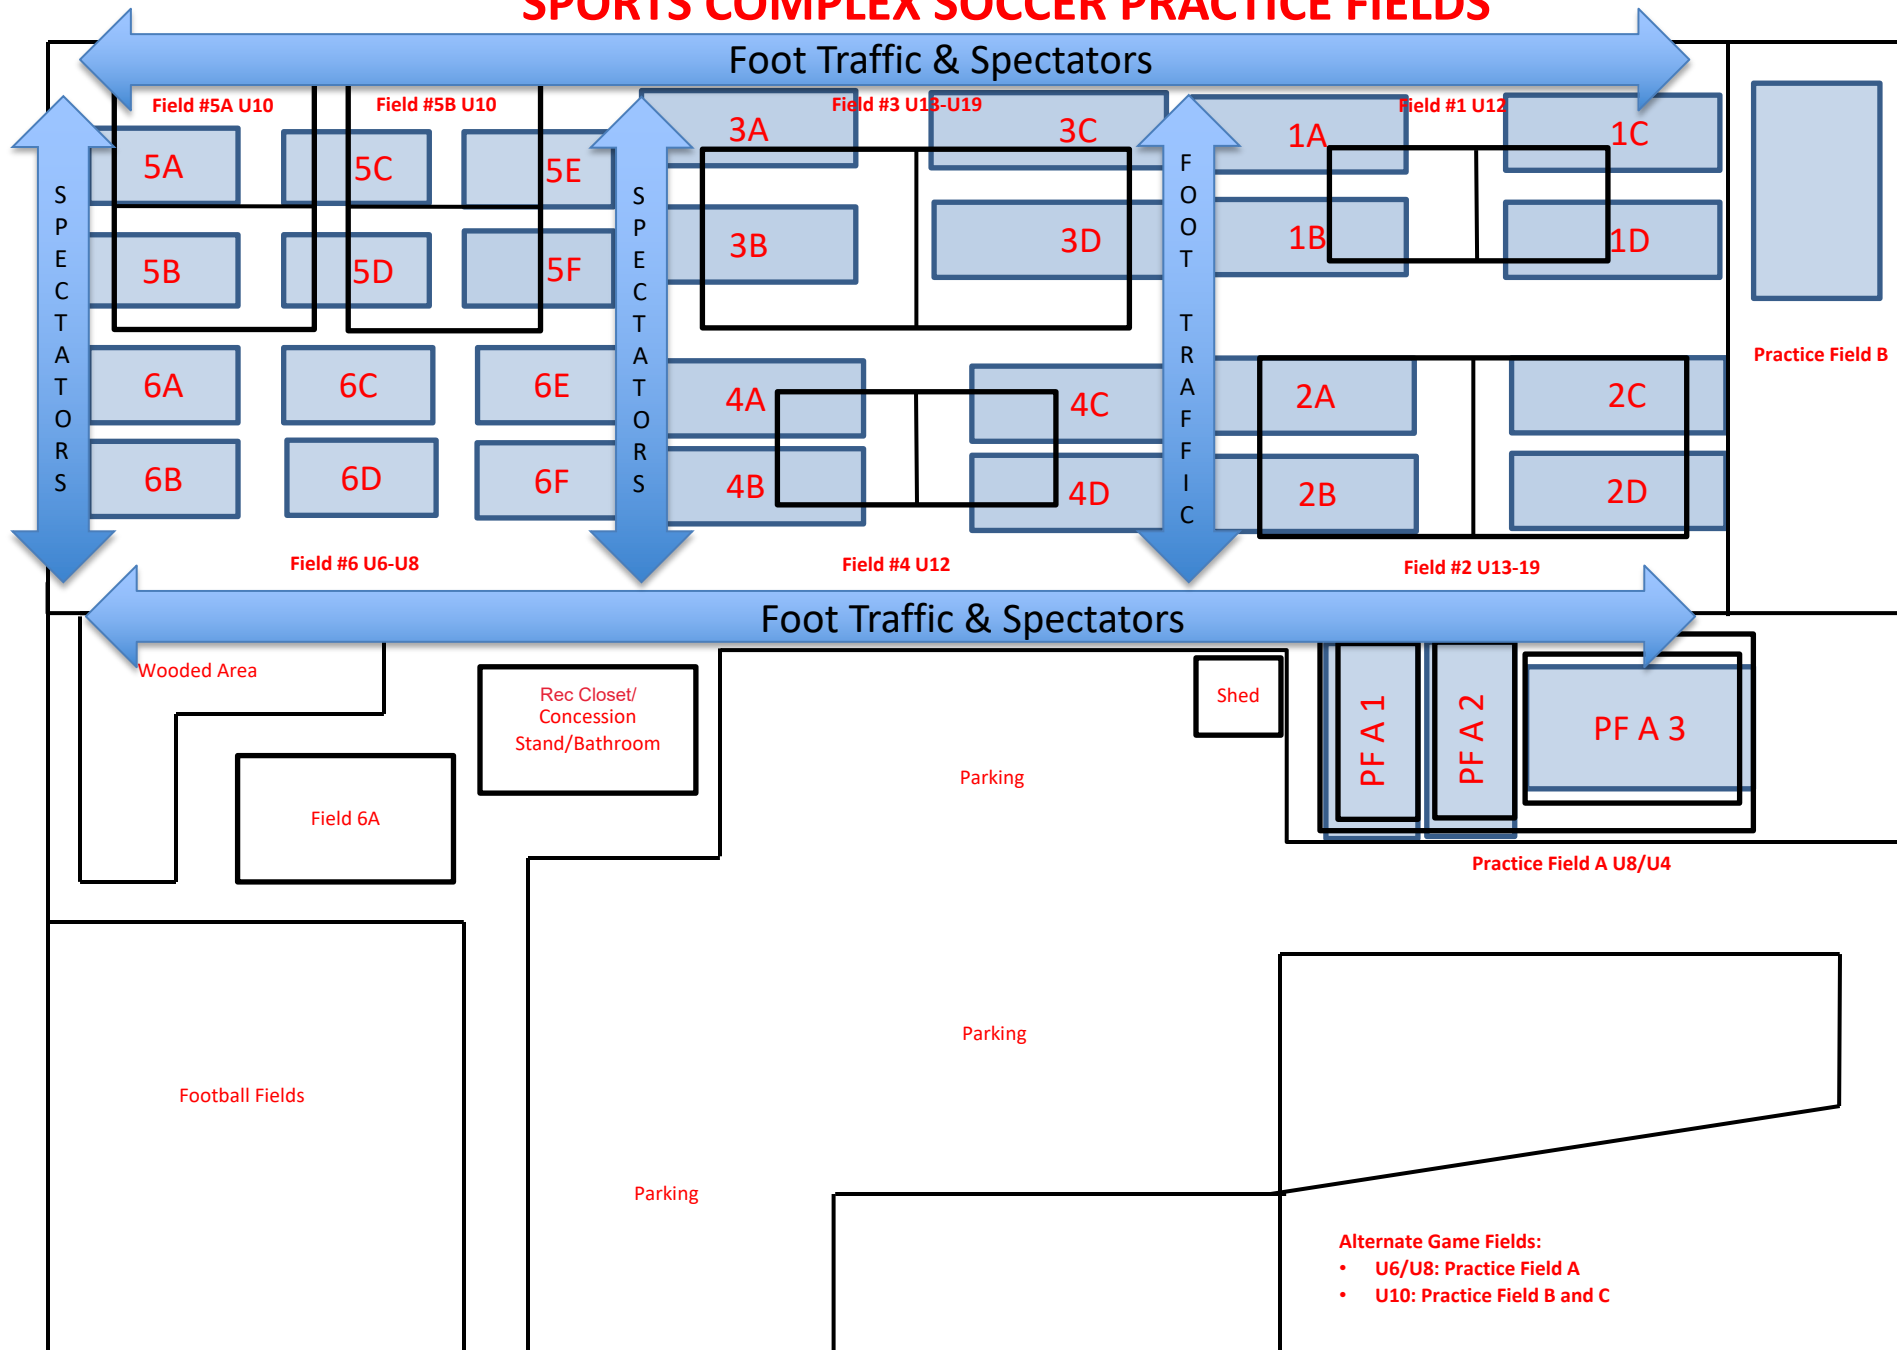 SPORTS COMPLEX SOCCER PRACTICE FIELDS
Foot Traffic & Spectators
Field #5A U10
Field #5B U10
Field #3 U13-U19
Field #1 U12
5A
5C
5E
3A
3C
1A
1C
5B
5D
5F
3B
3D
1B
1D
SPECTATORS
SPECTATORS
FOOT TRAFFIC
Practice Field B
6A
6C
6E
4A
4C
2A
2C
6B
6D
6F
4B
4D
2B
2D
Field #6 U6-U8
Field #4 U12
Field #2 U13-19
Foot Traffic & Spectators
Wooded Area
Rec Closet/
Concession
Stand/Bathroom
Shed
PF A 1
PF A 2
PF A 3
Parking
Field 6A
Practice Field A U8/U4
Parking
Football Fields
Parking
Alternate Game Fields:
• U6/U8: Practice Field A
• U10: Practice Field B and C